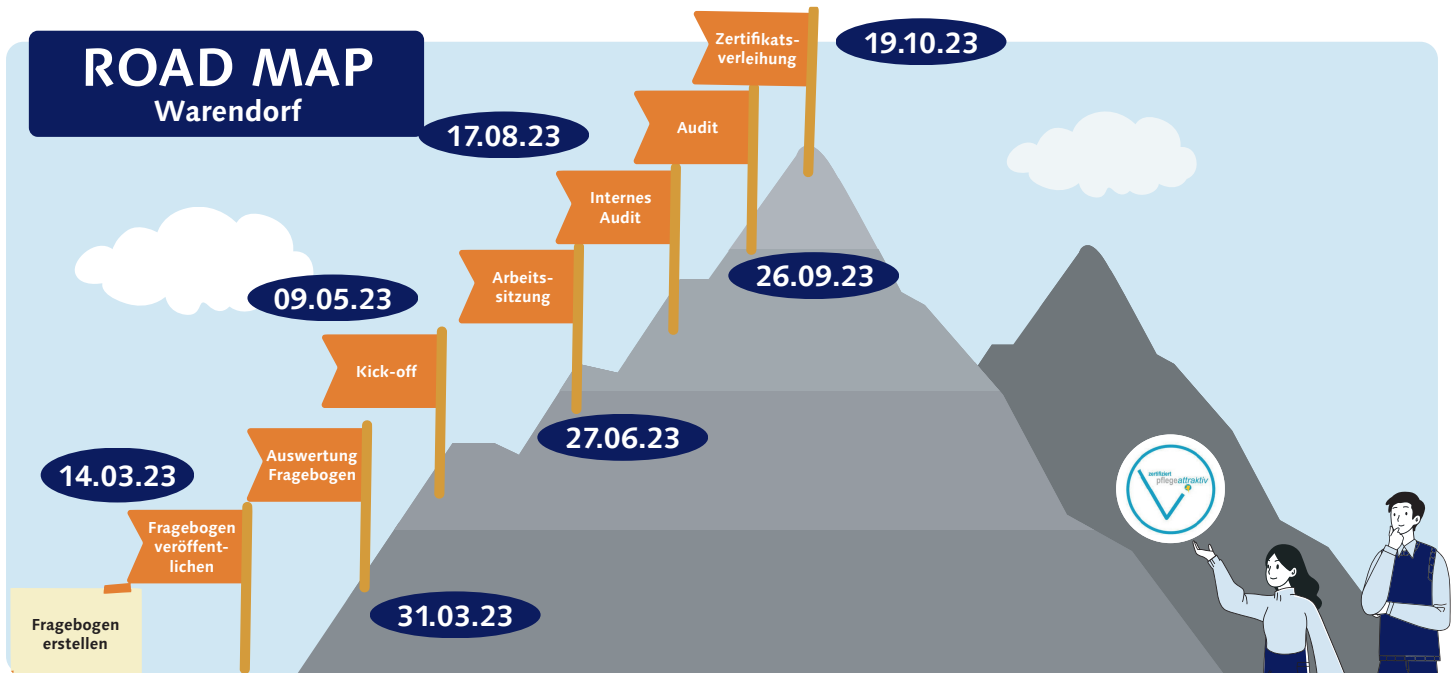 ROAD MAP
Warendorf
Zertifikats-
verleihung
19.10.23
Audit
17.08.23
Internes
Audit
26.09.23
Arbeits-
sitzung
09.05.23
Kick-off
27.06.23
Auswertung
Fragebogen
14.03.23
Fragebogen
veröffent-
lichen
31.03.23
Fragebogen
erstellen
zertifiziert
pflegeattraktiv